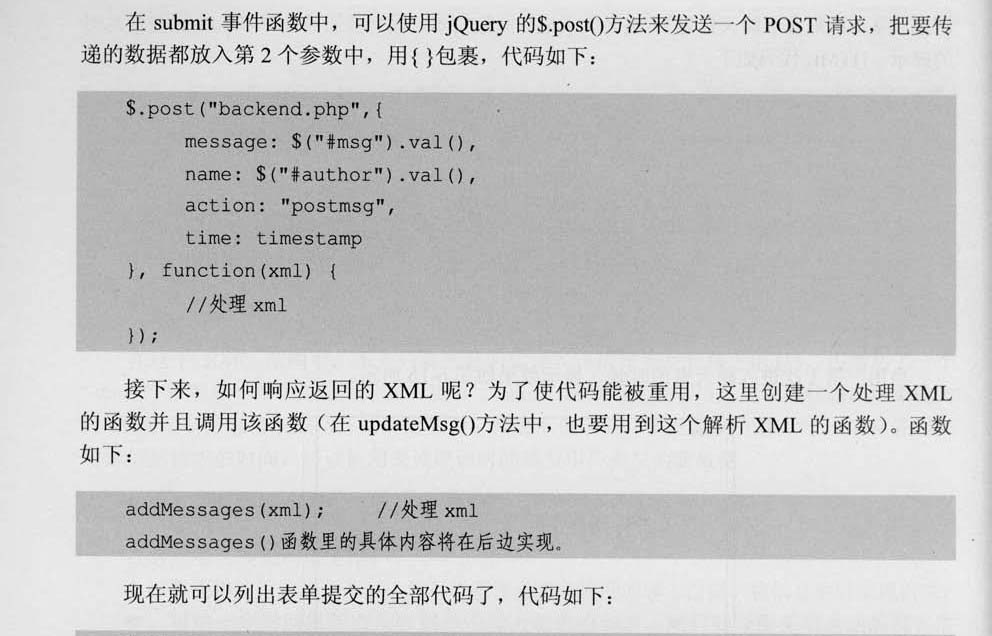 在 submit 事件函数中，可以使用 jQuery 的$.post()方法来发送一个 POST 请求，把要传
递的数据都放入第 2 个参数中，用{ }包裹，代码如下：
$.post("backend.php",{
message: $("#msg").val(),
name: $("#author").val(),
action: "postmsg",
time: timestamp
}, function(xml) {
//处理 xml
});
接下来，如何响应返回的 XML 呢？为了使代码能被重用，这里创建一个处理 XML
的函数并且调用该函数（在 updateMsg()方法中，也要用到这个解析 XML 的函数）。函数
如下：
addMessages(xml); //处理 xml
addMessages()函数里的具体内容将在后边实现。
现在就可以列出表单提交的全部代码了，代码如下：